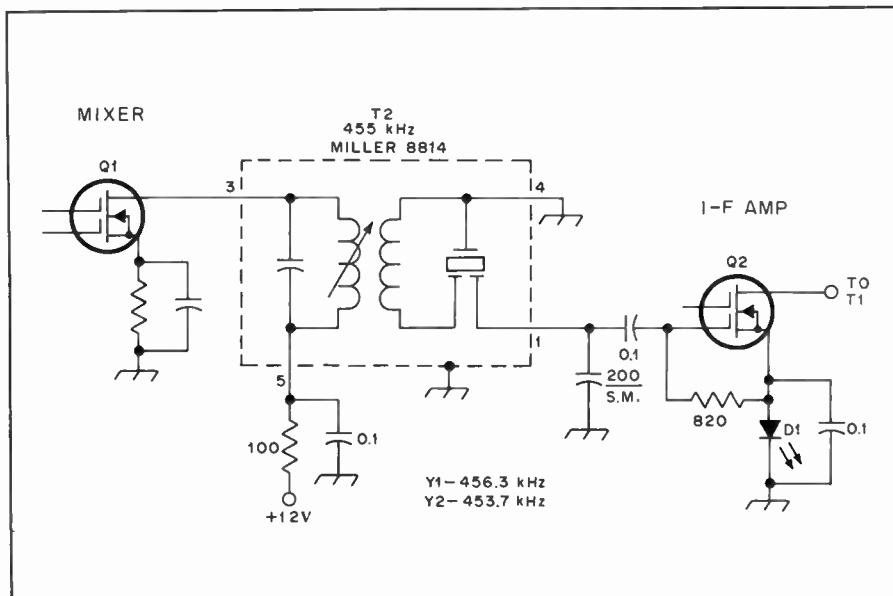 MIXER
Q1
T2
455 kHz
MILLER 8814
3
4
I-F AMP
Q2
TO
T1
1
0.1
200
S.M.
5
820
D1
0.1
100
0.1
+12V
Y1-456.3 kHz
Y2-453.7 kHz